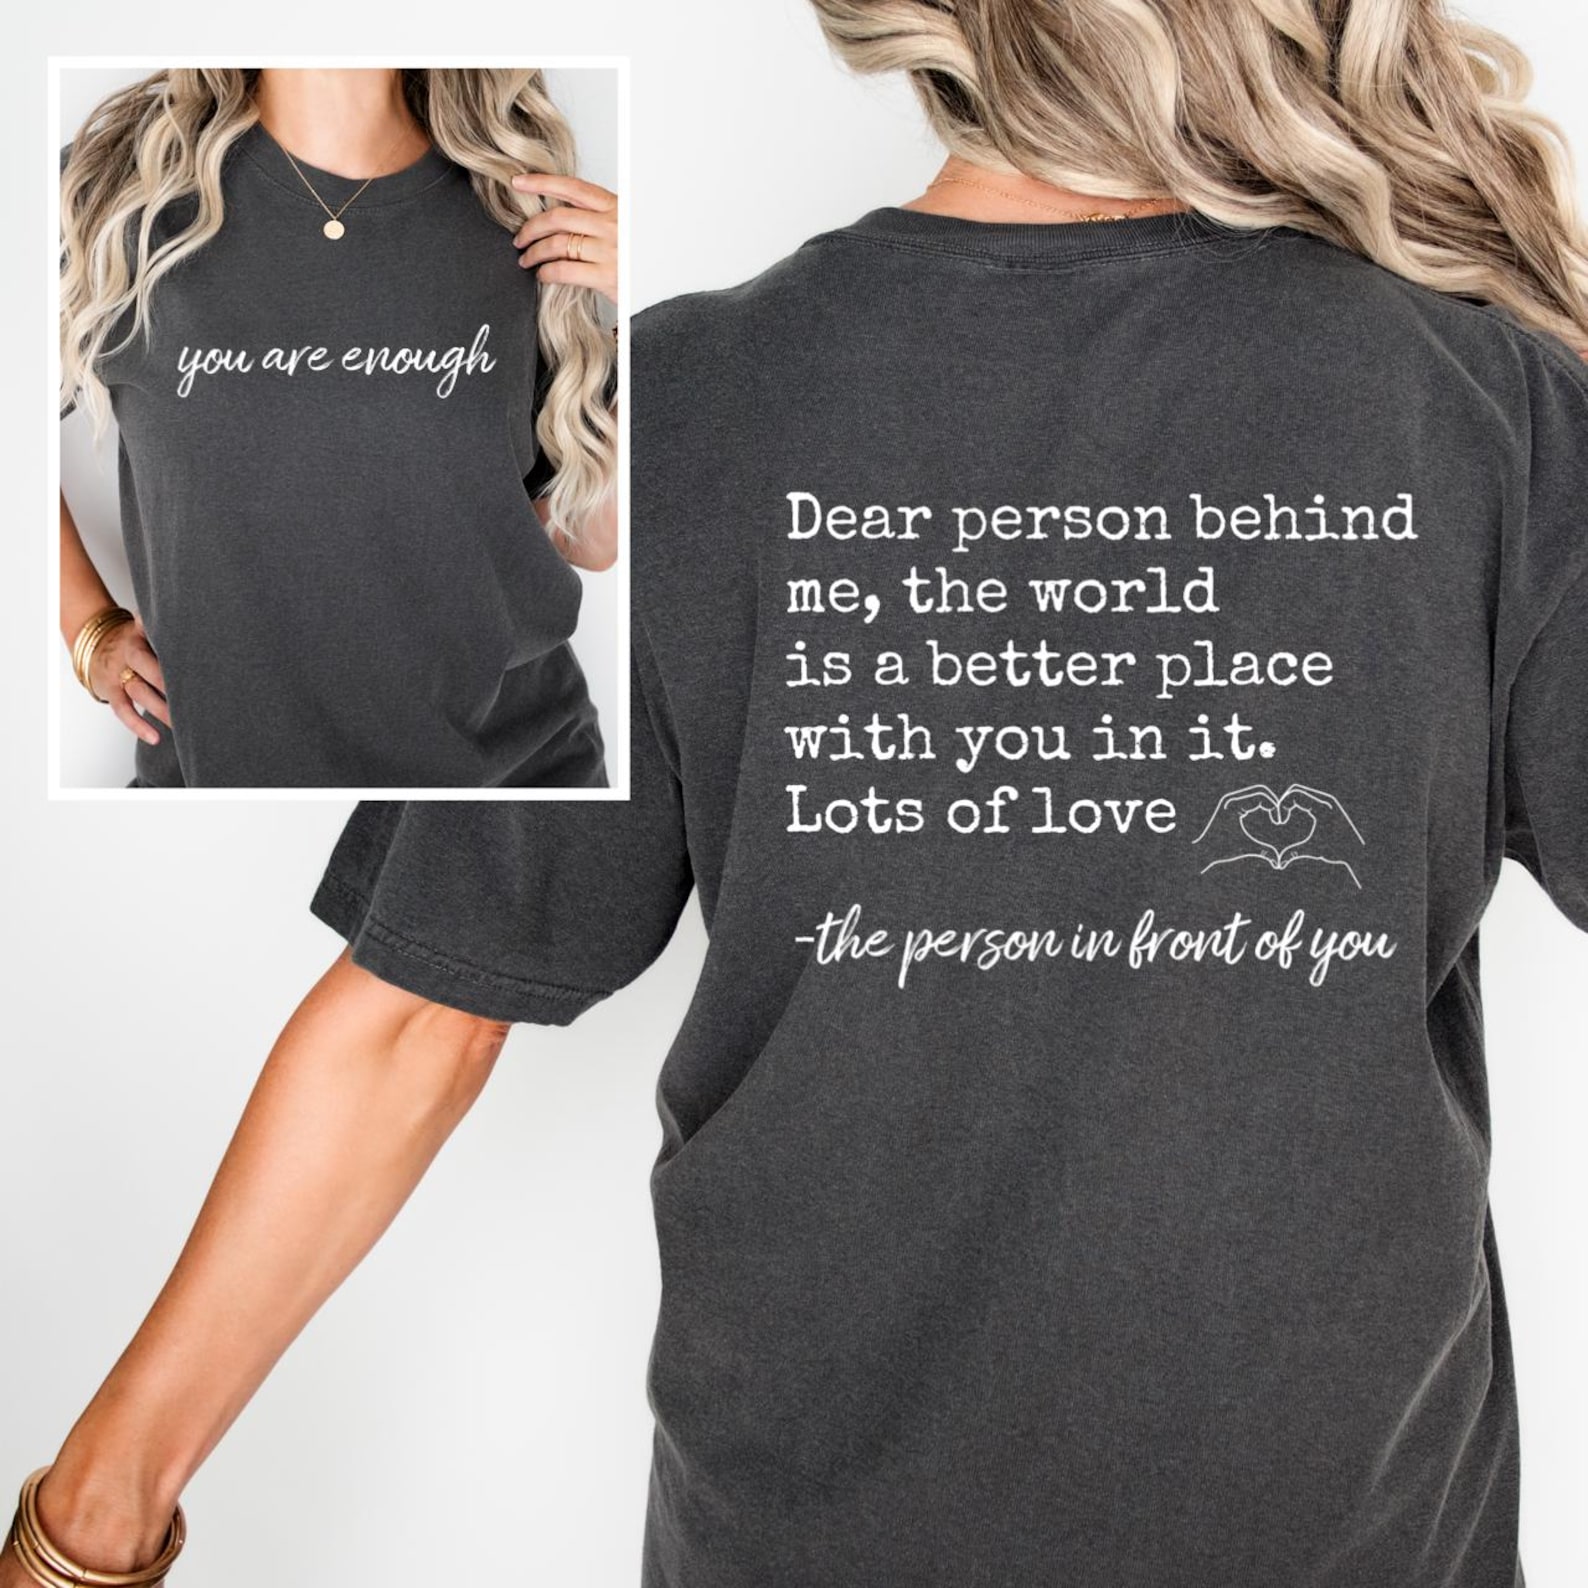 you are enough
Dear person behind
me, the world
is a better place
with you in it.
Lots of love
-the person in front of you